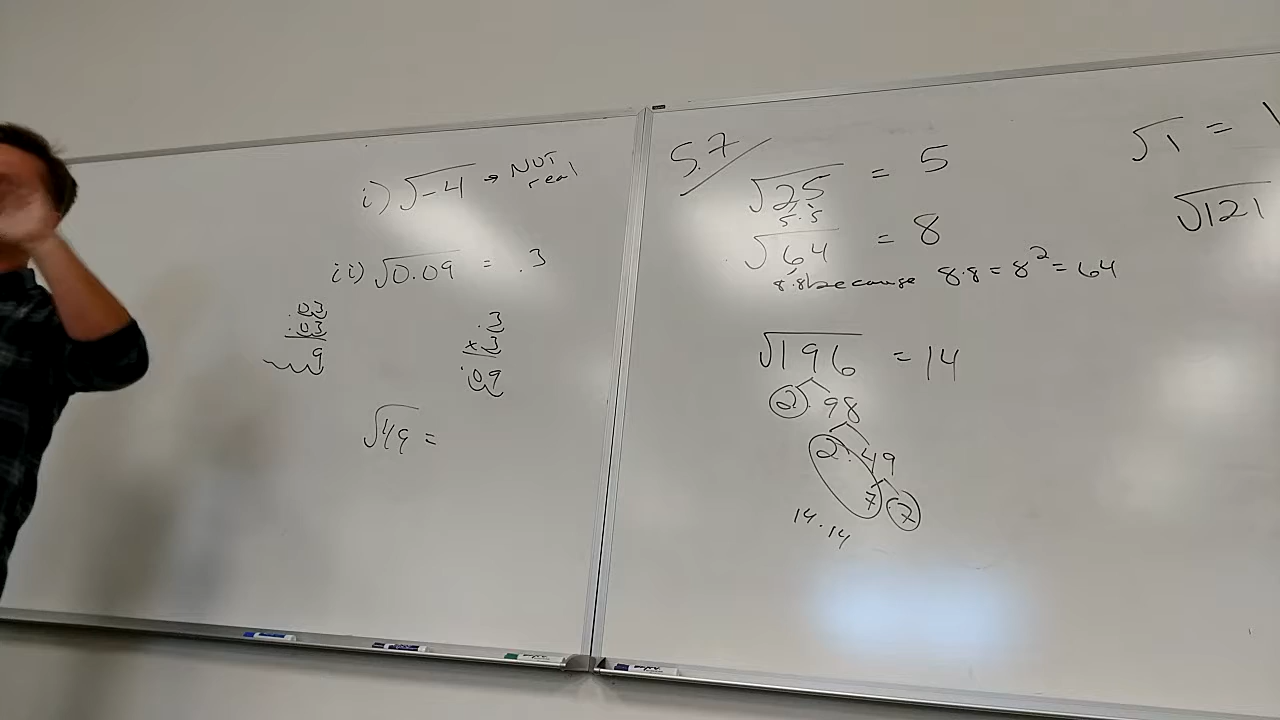 i) √-4 → NOT real
ii) √0.09 = .3
.03
.03
9
.3
x.3
.09
√49 =
5.7
√25 = 5
5·5
√64 = 8
8·8 because 8·8 = 8² = 64
√196 = 14
2·98
2·49
7·7
14·14
√1 = 1
√121